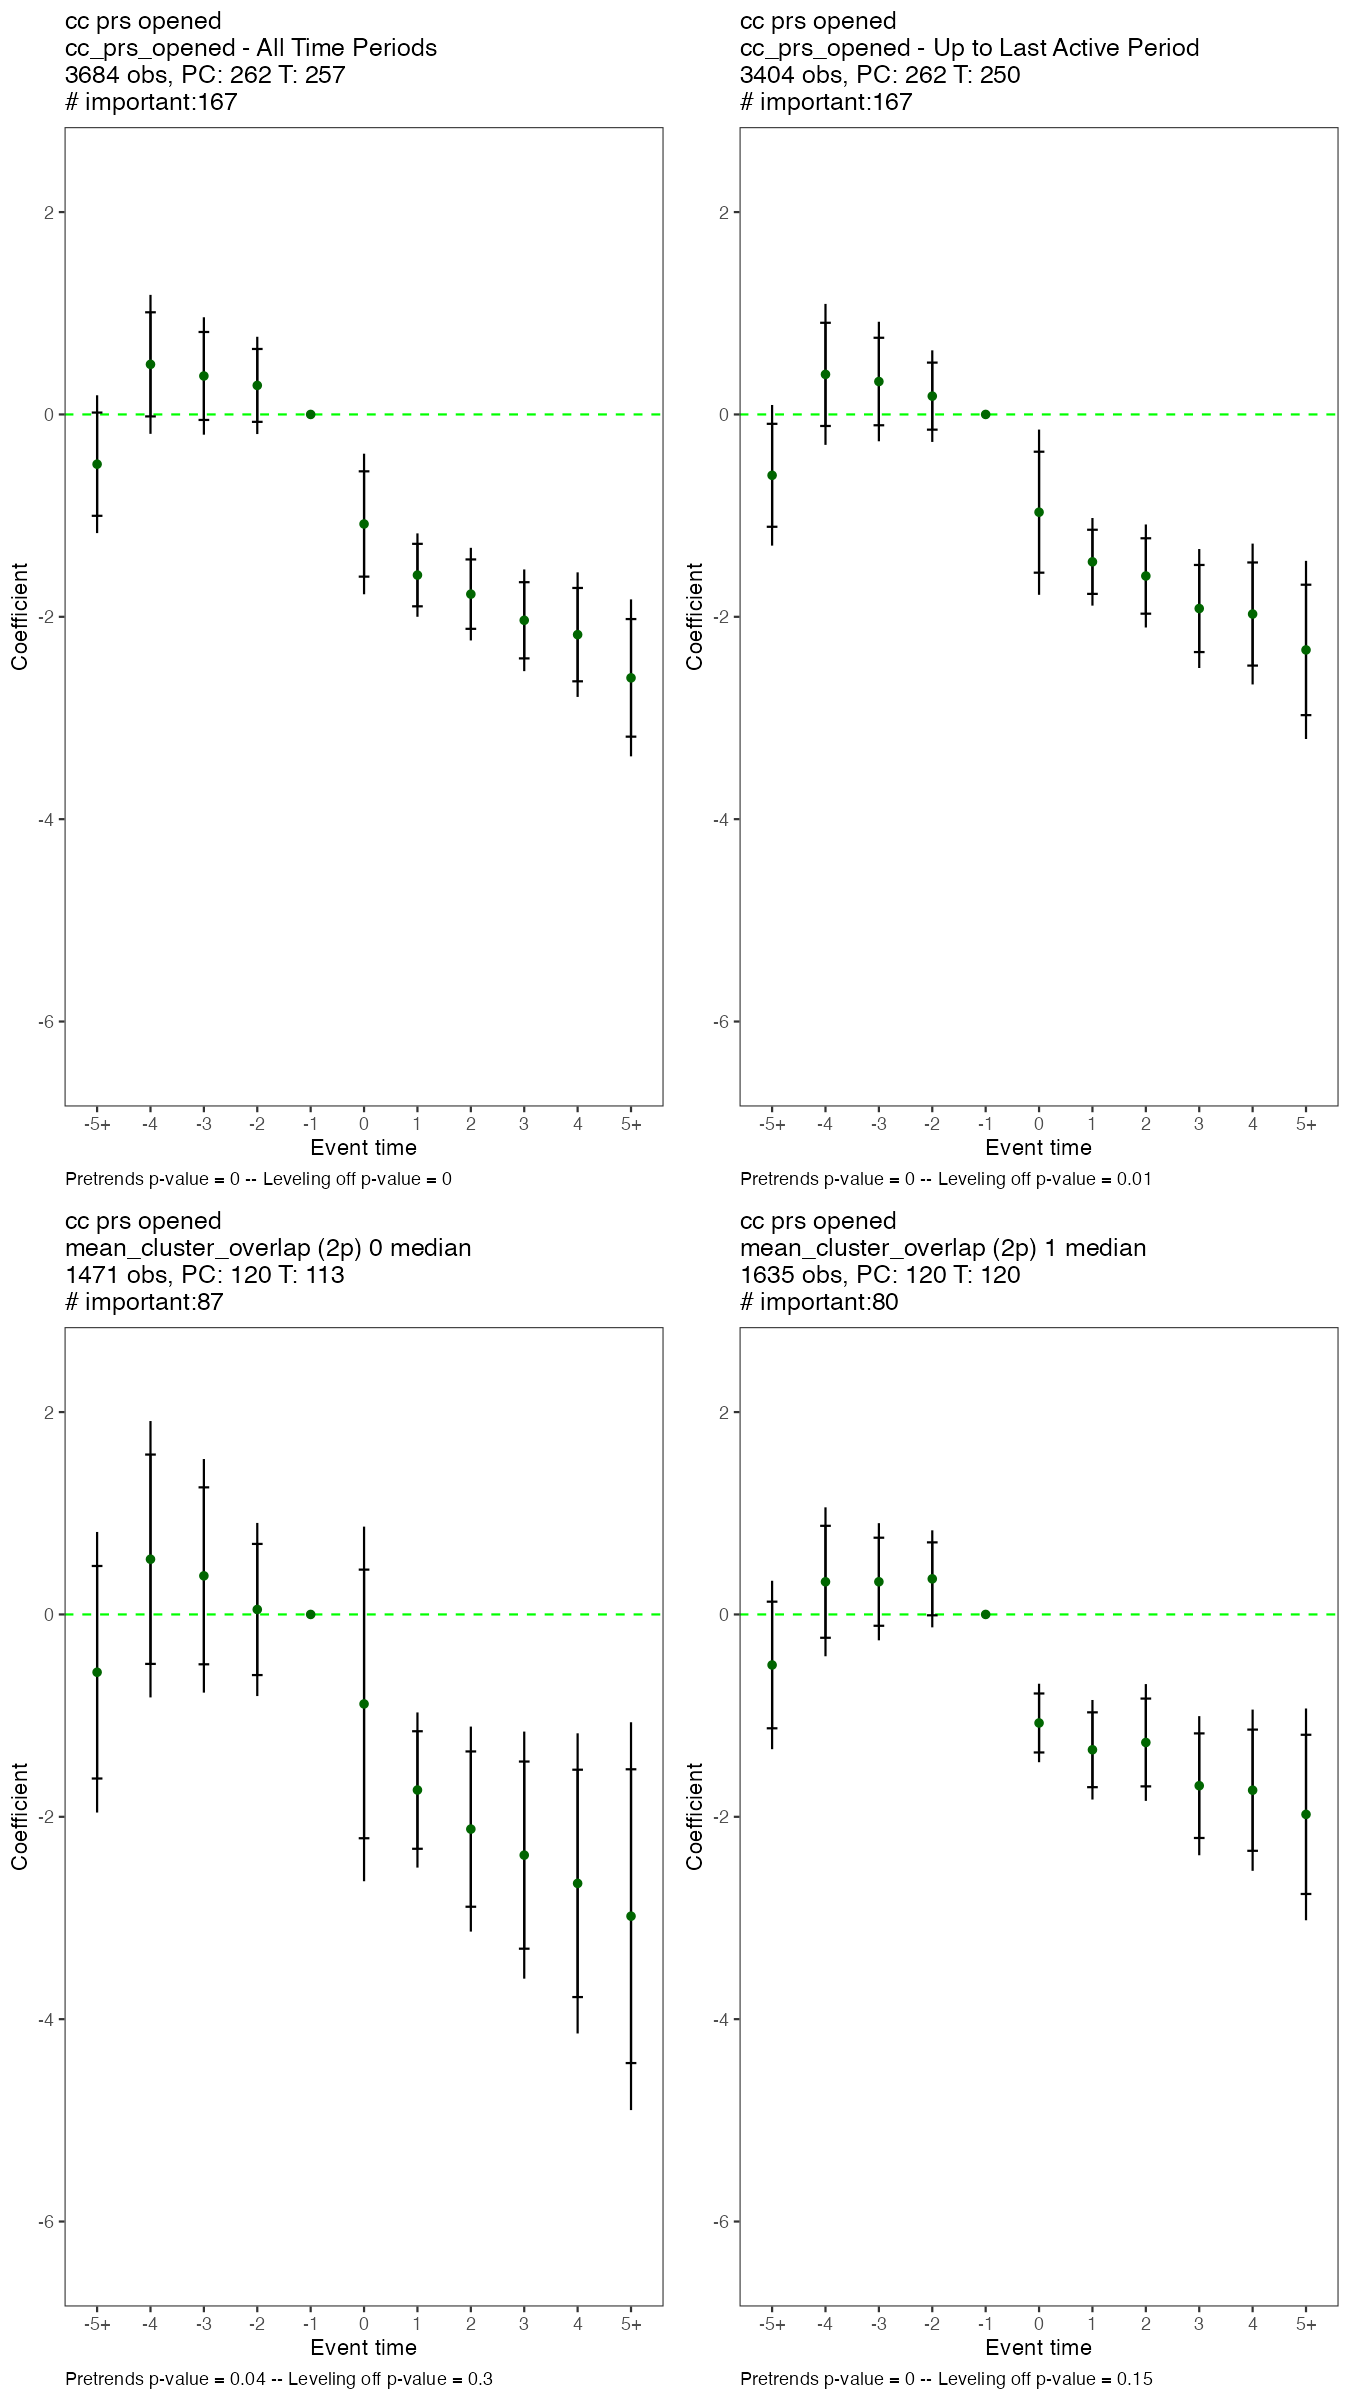 cc prs opened
cc_prs_opened - All Time Periods
3684 obs, PC: 262 T: 257
# important:167
Coefficient
2
0
-2
-4
-6
-5+ -4 -3 -2 -1 0 1 2 3 4 5+
Event time
Pretrends p-value = 0 -- Leveling off p-value = 0
cc prs opened
cc_prs_opened - Up to Last Active Period
3404 obs, PC: 262 T: 250
# important:167
Coefficient
2
0
-2
-4
-6
-5+ -4 -3 -2 -1 0 1 2 3 4 5+
Event time
Pretrends p-value = 0 -- Leveling off p-value = 0.01
cc prs opened
mean_cluster_overlap (2p) 0 median
1471 obs, PC: 120 T: 113
# important:87
Coefficient
2
0
-2
-4
-6
-5+ -4 -3 -2 -1 0 1 2 3 4 5+
Event time
Pretrends p-value = 0.04 -- Leveling off p-value = 0.3
cc prs opened
mean_cluster_overlap (2p) 1 median
1635 obs, PC: 120 T: 120
# important:80
Coefficient
2
0
-2
-4
-6
-5+ -4 -3 -2 -1 0 1 2 3 4 5+
Event time
Pretrends p-value = 0 -- Leveling off p-value = 0.15